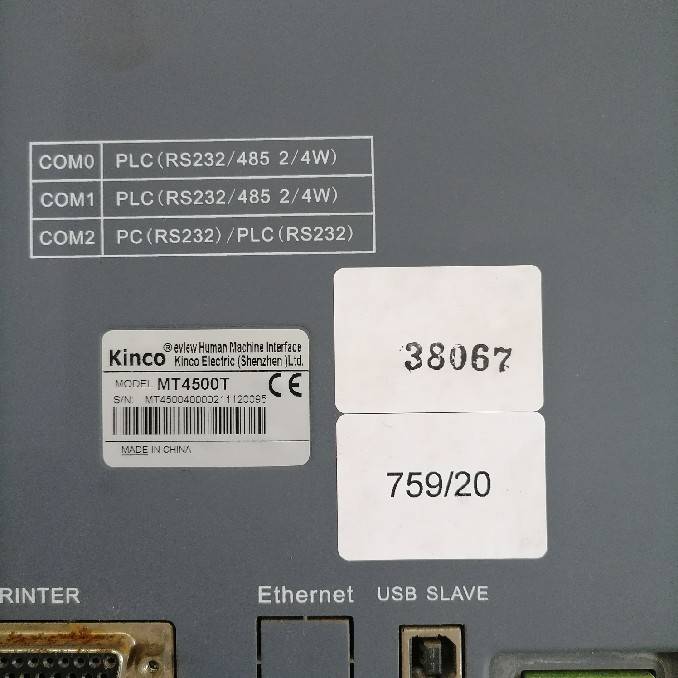 COM0 PLC(RS232/485 2/4W)
COM1 PLC(RS232/485 2/4W)
COM2 PC(RS232)/PLC(RS232)
38067
Kinco ® eview Human Machine Interface
Kinco Electric (Shenzhen) Ltd.
MODEL MT4500T CE
S/N:
MADE IN CHINA
759/20
RINTER Ethernet USB SLAVE